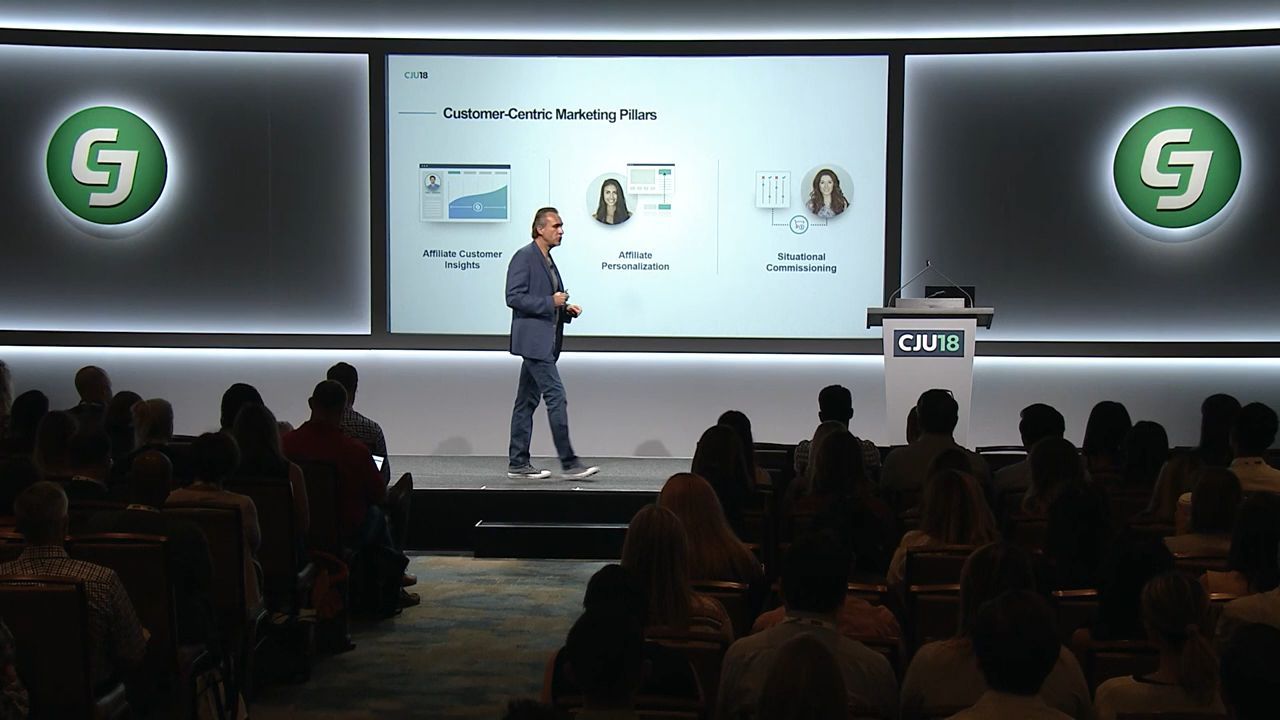 CJ
CJU18
Customer-Centric Marketing Pillars
Affiliate Customer
Insights
Affiliate
Personalization
Situational
Commissioning
CJ
CJU18